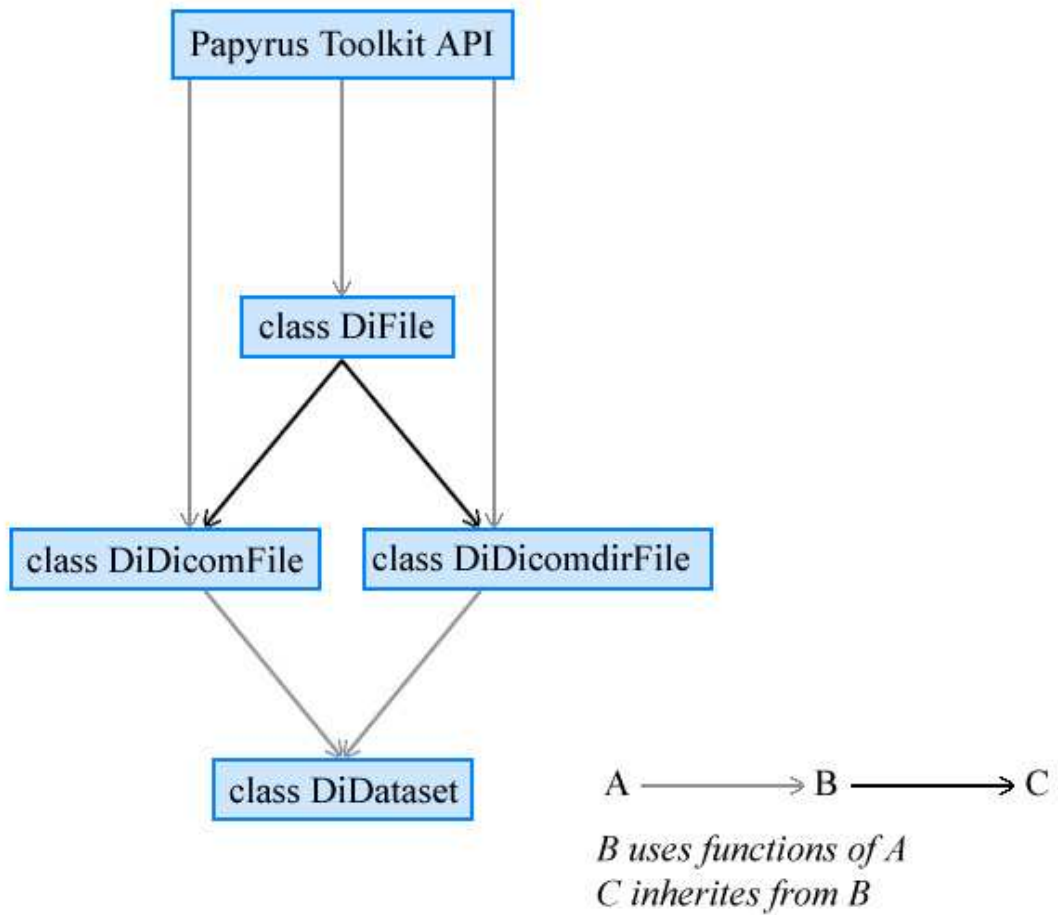 Papyrus Toolkit API
class DiFile
class DiDicomFile
class DiDicomdirFile
class DiDataset
A
B
C
B uses functions of A
C inherites from B